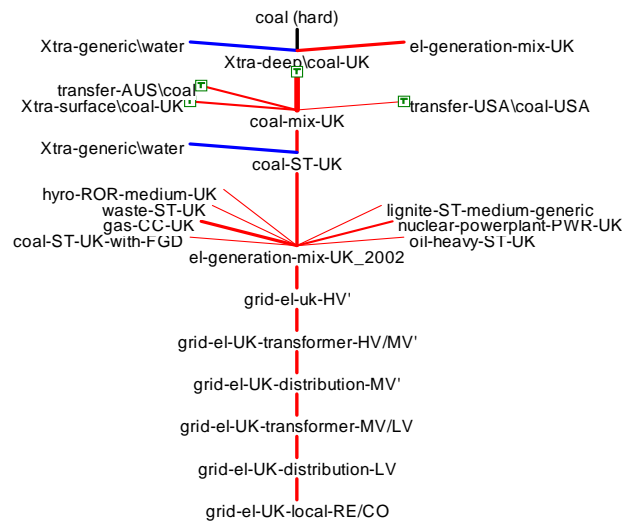 coal (hard)
Xtra-generic\water
el-generation-mix-UK
Xtra-deep\coal-UK
T
transfer-AUS\coal
T
Xtra-surface\coal-UK
T
T
transfer-USA\coal-USA
coal-mix-UK
Xtra-generic\water
coal-ST-UK
hyro-ROR-medium-UK
waste-ST-UK
lignite-ST-medium-generic
gas-CC-UK
nuclear-powerplant-PWR-UK
coal-ST-UK-with-FGD
oil-heavy-ST-UK
el-generation-mix-UK_2002
grid-el-uk-HV'
grid-el-UK-transformer-HV/MV'
grid-el-UK-distribution-MV'
grid-el-UK-transformer-MV/LV
grid-el-UK-distribution-LV
grid-el-UK-local-RE/CO